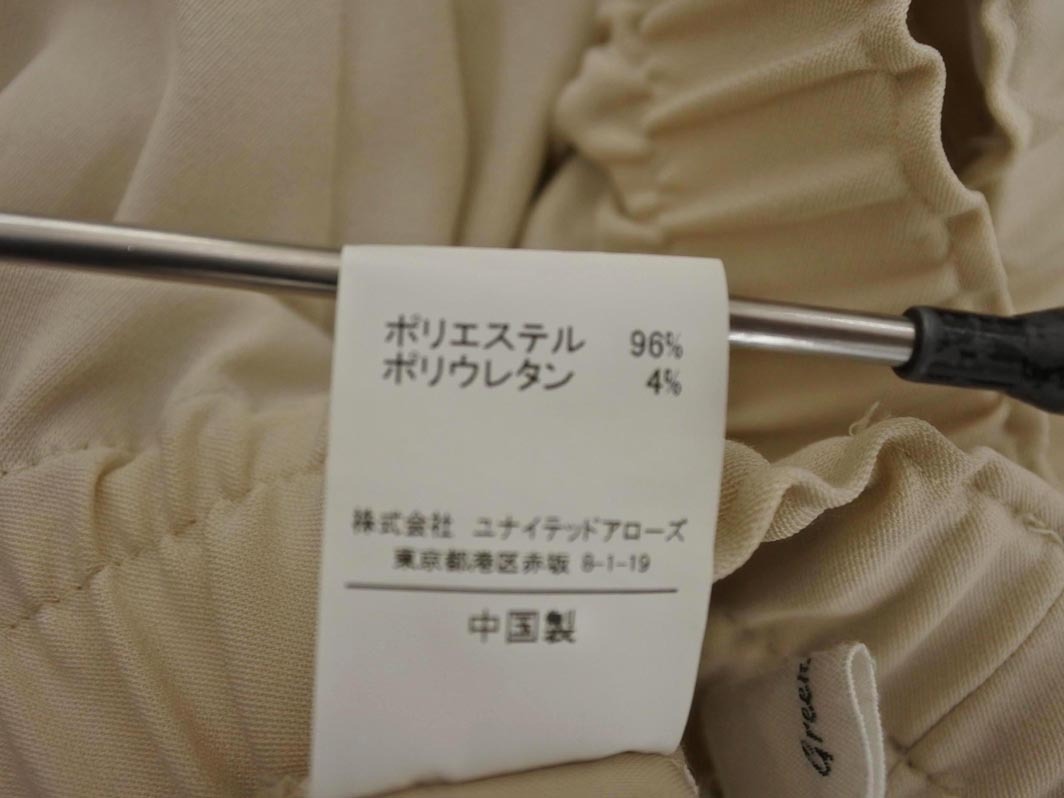 ポリエステル 96%
ポリウレタン 4%
株式会社 ユナイテッドアローズ
東京都港区赤坂 8-1-19
中国製
Green